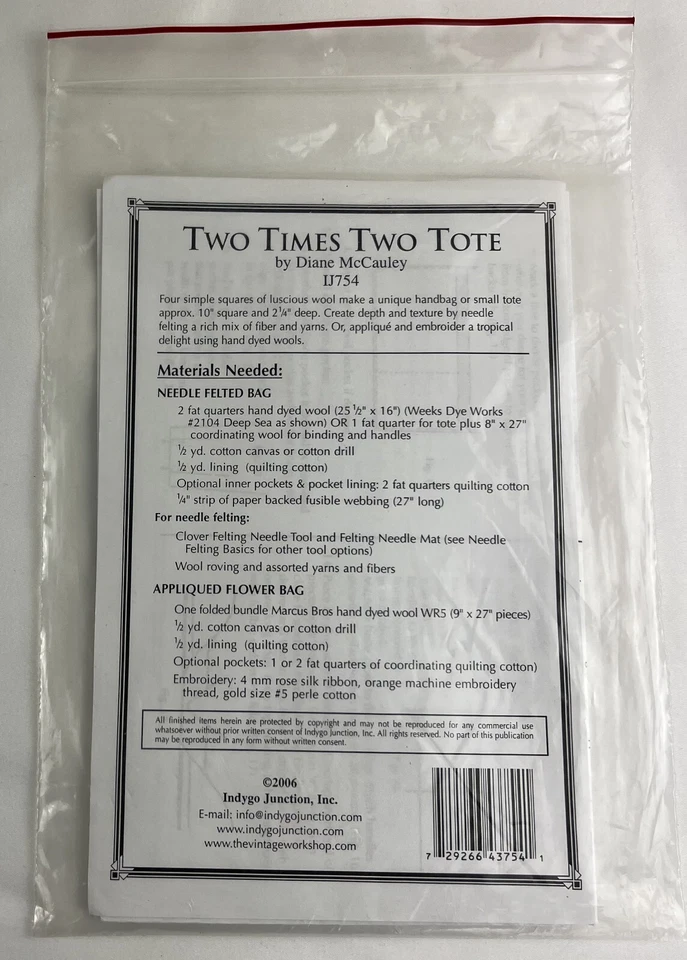 TWO TIMES TWO TOTE
by Diane McCauley
IJ754
Four simple squares of luscious wool make a unique handbag or small tote
approx. 10" square and 2¼" deep. Create depth and texture by needle
felting a rich mix of fiber and yarns. Or, appliqué and embroider a tropical
delight using hand dyed wools.
Materials Needed:
NEEDLE FELTED BAG
2 fat quarters hand dyed wool (25 ½" x 16") (Weeks Dye Works
#2104 Deep Sea as shown) OR 1 fat quarter for tote plus 8" x 27"
coordinating wool for binding and handles
½ yd. cotton canvas or cotton drill
½ yd. lining (quilting cotton)
Optional inner pockets & pocket lining: 2 fat quarters quilting cotton
¼" strip of paper backed fusible webbing (27" long)
For needle felting:
Clover Felting Needle Tool and Felting Needle Mat (see Needle
Felting Basics for other tool options)
Wool roving and assorted yarns and fibers
APPLIQUED FLOWER BAG
One folded bundle Marcus Bros hand dyed wool WR5 (9" x 27" pieces)
½ yd. cotton canvas or cotton drill
½ yd. lining (quilting cotton)
Optional pockets: 1 or 2 fat quarters of coordinating quilting cotton)
Embroidery: 4 mm rose silk ribbon, orange machine embroidery
thread, gold size #5 perle cotton
All finished items herein are protected by copyright and may not be reproduced for any commercial use
whatsoever without prior written consent of Indygo Junction, Inc. All rights reserved. No part of this publication
may be reproduced in any form without written consent.
©2006
Indygo Junction, Inc.
E-mail: info@indygojunction.com
www.indygojunction.com
www.thevintageworkshop.com
7 29266 43754 1